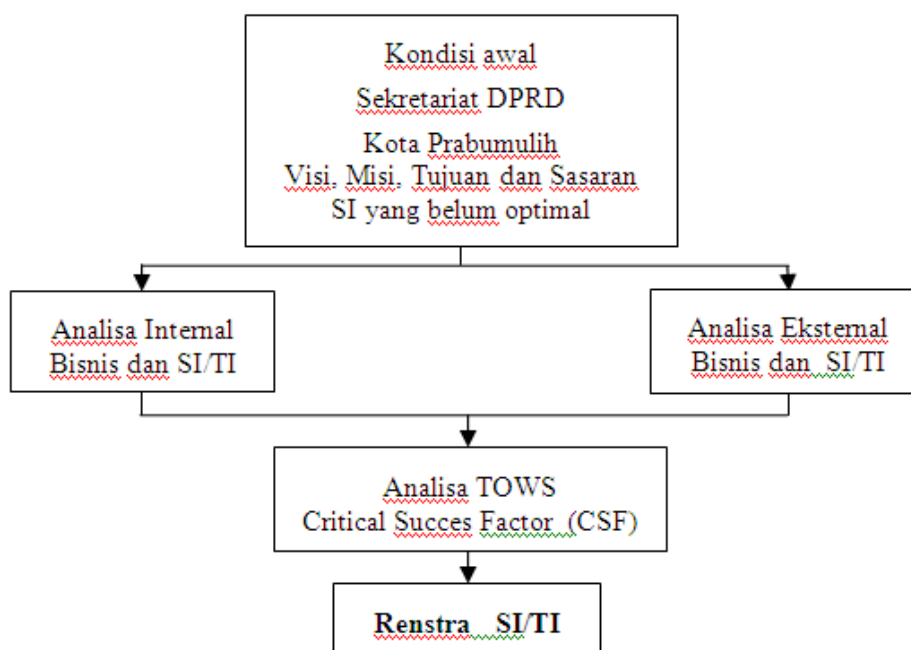 Kondisi awal
Sekretariat DPRD
Kota Prabumulih
Visi, Misi, Tujuan dan Sasaran
SI yang belum optimal
Analisa Internal
Bisnis dan SI/TI
Analisa Eksternal
Bisnis dan SI/TI
Analisa TOWS
Critical Succes Factor (CSF)
Renstra SI/TI